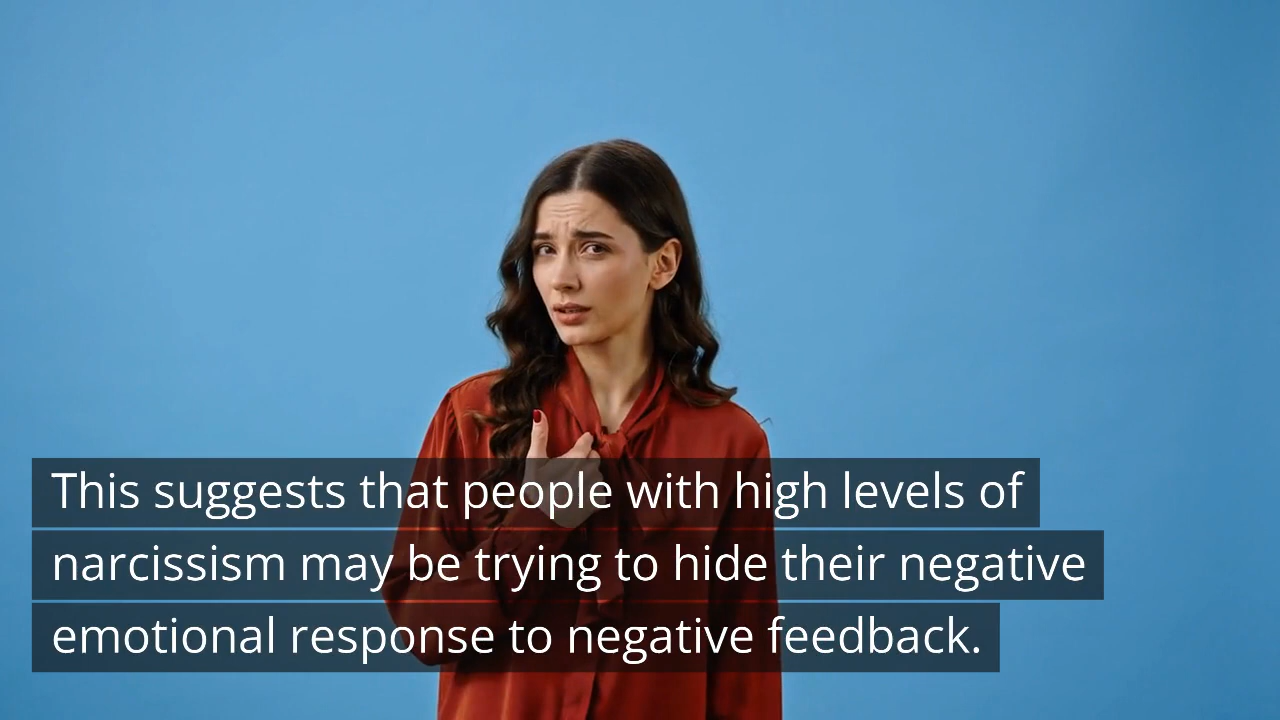 This suggests that people with high levels of
narcissism may be trying to hide their negative
emotional response to negative feedback.